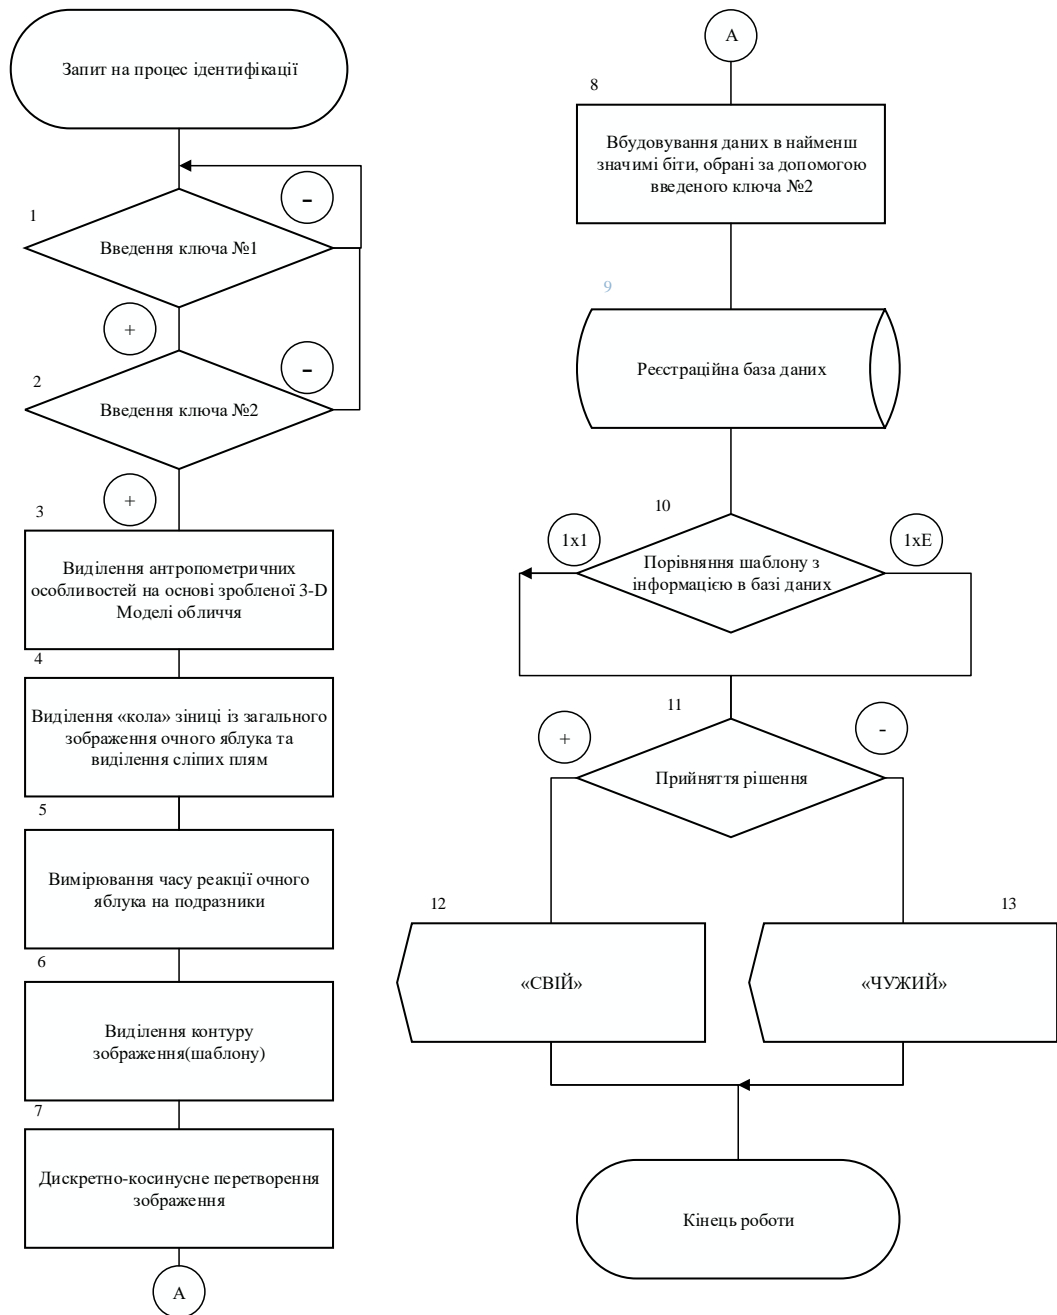 Запит на процес ідентифікації
-
1
Введення ключа №1
+
-
2
Введення ключа №2
+
3
Виділення антропометричних
особливостей на основі зробленої 3-D
Моделі обличчя
4
Виділення «кола» зіниці із загального
зображення очного яблука та
виділення сліпих плям
5
Вимірювання часу реакції очного
яблука на подразники
6
Виділення контуру
зображення(шаблону)
7
Дискретно-косинусне перетворення
зображення
А
А
8
Вбудовування даних в найменш
значимі біти, обрані за допомогою
введеного ключа №2
9
Реєстраційна база даних
10
1х1
1хЕ
Порівняння шаблону з
інформацією в базі даних
11
+
-
Прийняття рішення
12
«СВІЙ»
13
«ЧУЖИЙ»
Кінець роботи